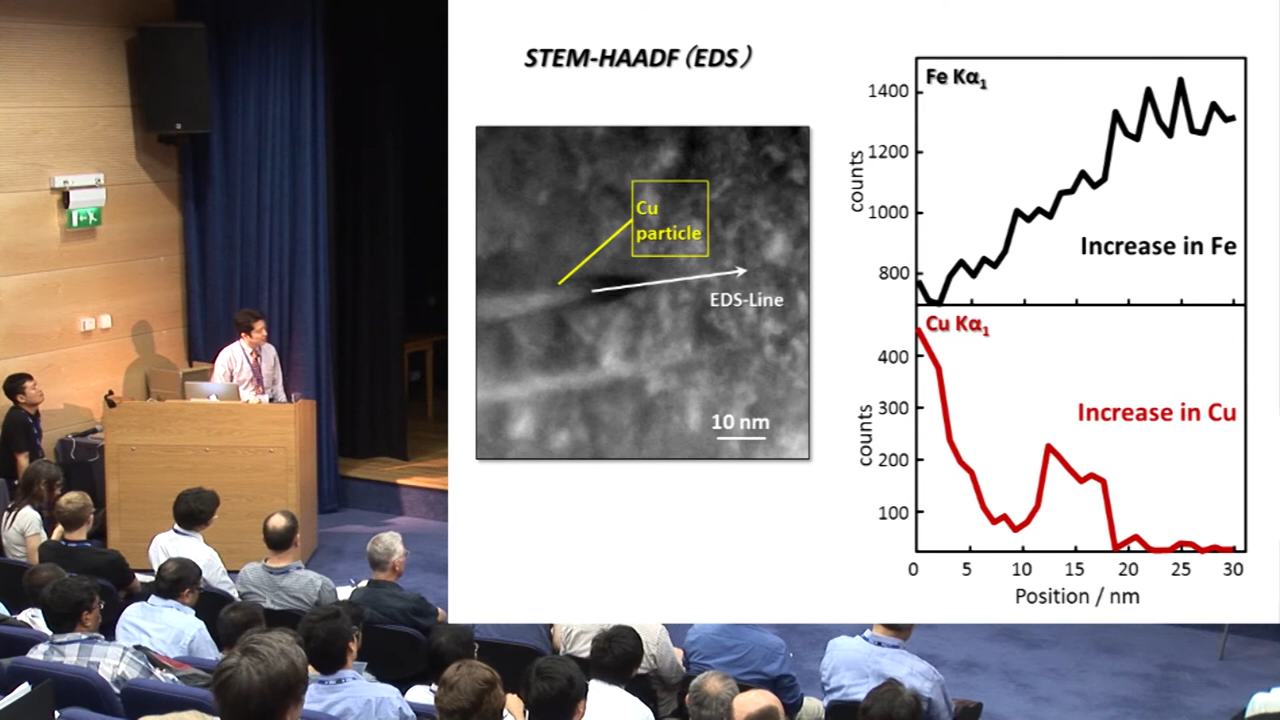 STEM-HAADF (EDS)
Cu
particle
EDS-Line
10 nm
Fe Kα1
1400
1200
1000
800
counts
Increase in Fe
Cu Kα1
400
300
200
100
counts
Increase in Cu
0 5 10 15 20 25 30
Position / nm